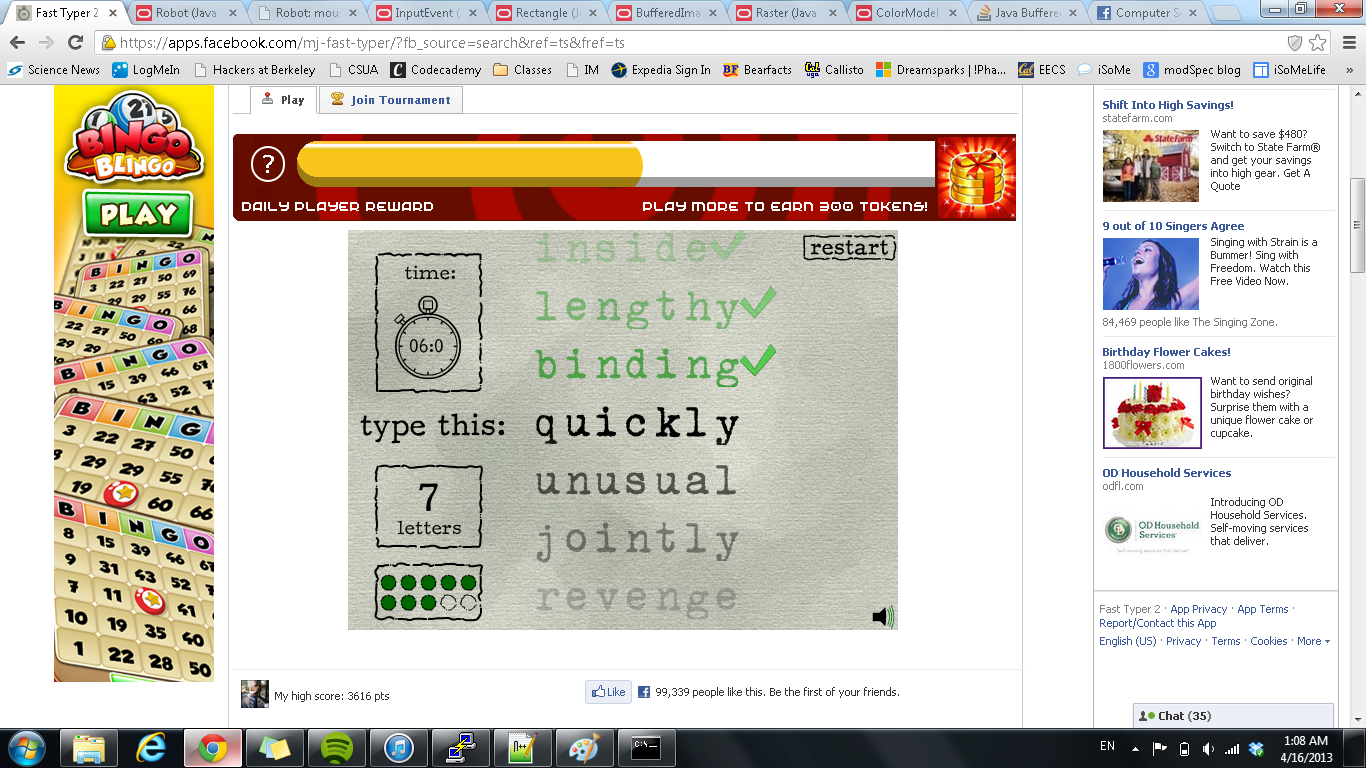 Fast Typer 2
Robot (Java
Robot: mous
InputEvent (
Rectangle (J
BufferedIma
Raster (Java
ColorModel
Java Buffere
Computer S
https://apps.facebook.com/mj-fast-typer/?fb_source=search&ref=ts&fref=ts
Science News
LogMeIn
Hackers at Berkeley
CSUA
Codecademy
Classes
IM
Expedia Sign In
Bearfacts
Callisto
Dreamsparks | !Pha...
EECS
iSoMe
modSpec blog
iSoMeLife
»
Play
Join Tournament
BINGO
BLINGO
PLAY
?
DAILY PLAYER REWARD
PLAY MORE TO EARN 300 TOKENS!
time:
06:0
inside
restart
lengthy
binding
type this:
quickly
7
letters
unusual
jointly
revenge
My high score: 3616 pts
Like
99,339 people like this. Be the first of your friends.
Shift Into High Savings!
statefarm.com
StateFarm
Want to save $480?
Switch to State Farm®
and get your savings
into high gear. Get A
Quote
9 out of 10 Singers Agree
Singing with Strain is a
Bummer! Sing with
Freedom. Watch this
Free Video Now.
84,469 people like The Singing Zone.
Birthday Flower Cakes!
1800flowers.com
Want to send original
birthday wishes?
Surprise them with a
unique flower cake or
cupcake.
OD Household Services
odfl.com
OD Household
Services
Introducing OD
Household Services.
Self-moving services
that deliver.
Fast Typer 2 · App Privacy · App Terms ·
Report/Contact this App
English (US) · Privacy · Terms · Cookies · More
Chat (35)
EN
1:08 AM
4/16/2013